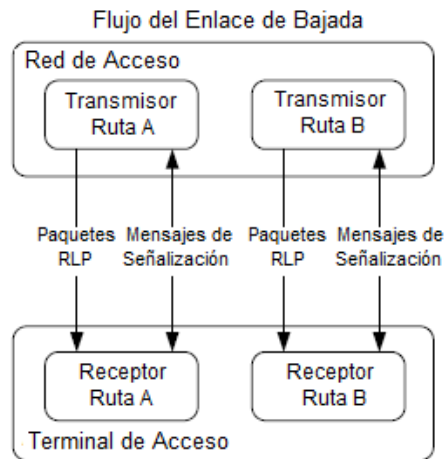 Flujo del Enlace de Bajada
Red de Acceso
Transmisor
Ruta A
Transmisor
Ruta B
Paquetes
RLP
Mensajes de
Señalización
Paquetes
RLP
Mensajes de
Señalización
Receptor
Ruta A
Receptor
Ruta B
Terminal de Acceso